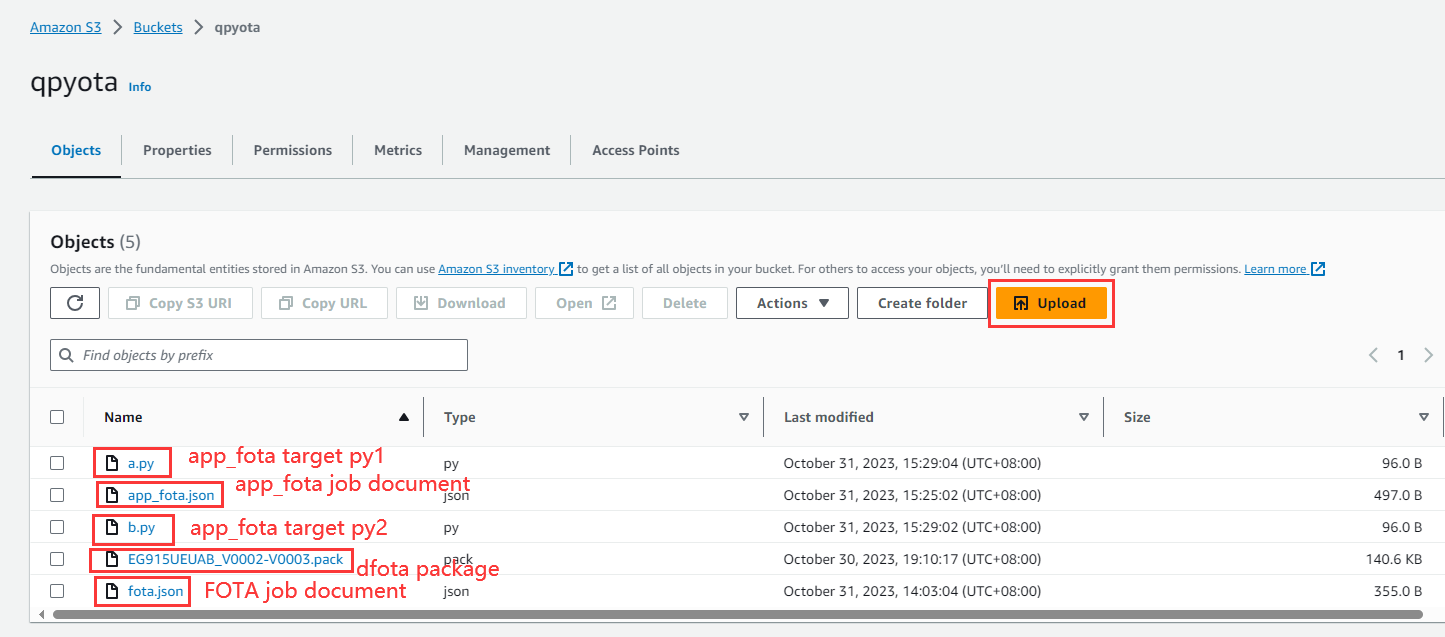 Amazon S3 > Buckets > qpyota
qpyota Info
Objects Properties Permissions Metrics Management Access Points
Objects (5)
Objects are the fundamental entities stored in Amazon S3. You can use Amazon S3 inventory to get a list of all objects in your bucket. For others to access your objects, you'll need to explicitly grant them permissions. Learn more
Copy S3 URI Copy URL Download Open Delete Actions Create folder Upload
Find objects by prefix 1
Name Type Last modified Size
a.py app_fota target py1 py October 31, 2023, 15:29:04 (UTC+08:00) 96.0 B
app_fota.json app_fota job document json October 31, 2023, 15:25:02 (UTC+08:00) 497.0 B
b.py app_fota target py2 py October 31, 2023, 15:29:02 (UTC+08:00) 96.0 B
EG915UEUAB_V0002-V0003.pack dfota package pack October 30, 2023, 19:10:17 (UTC+08:00) 140.6 KB
fota.json FOTA job document json October 31, 2023, 14:03:04 (UTC+08:00) 355.0 B